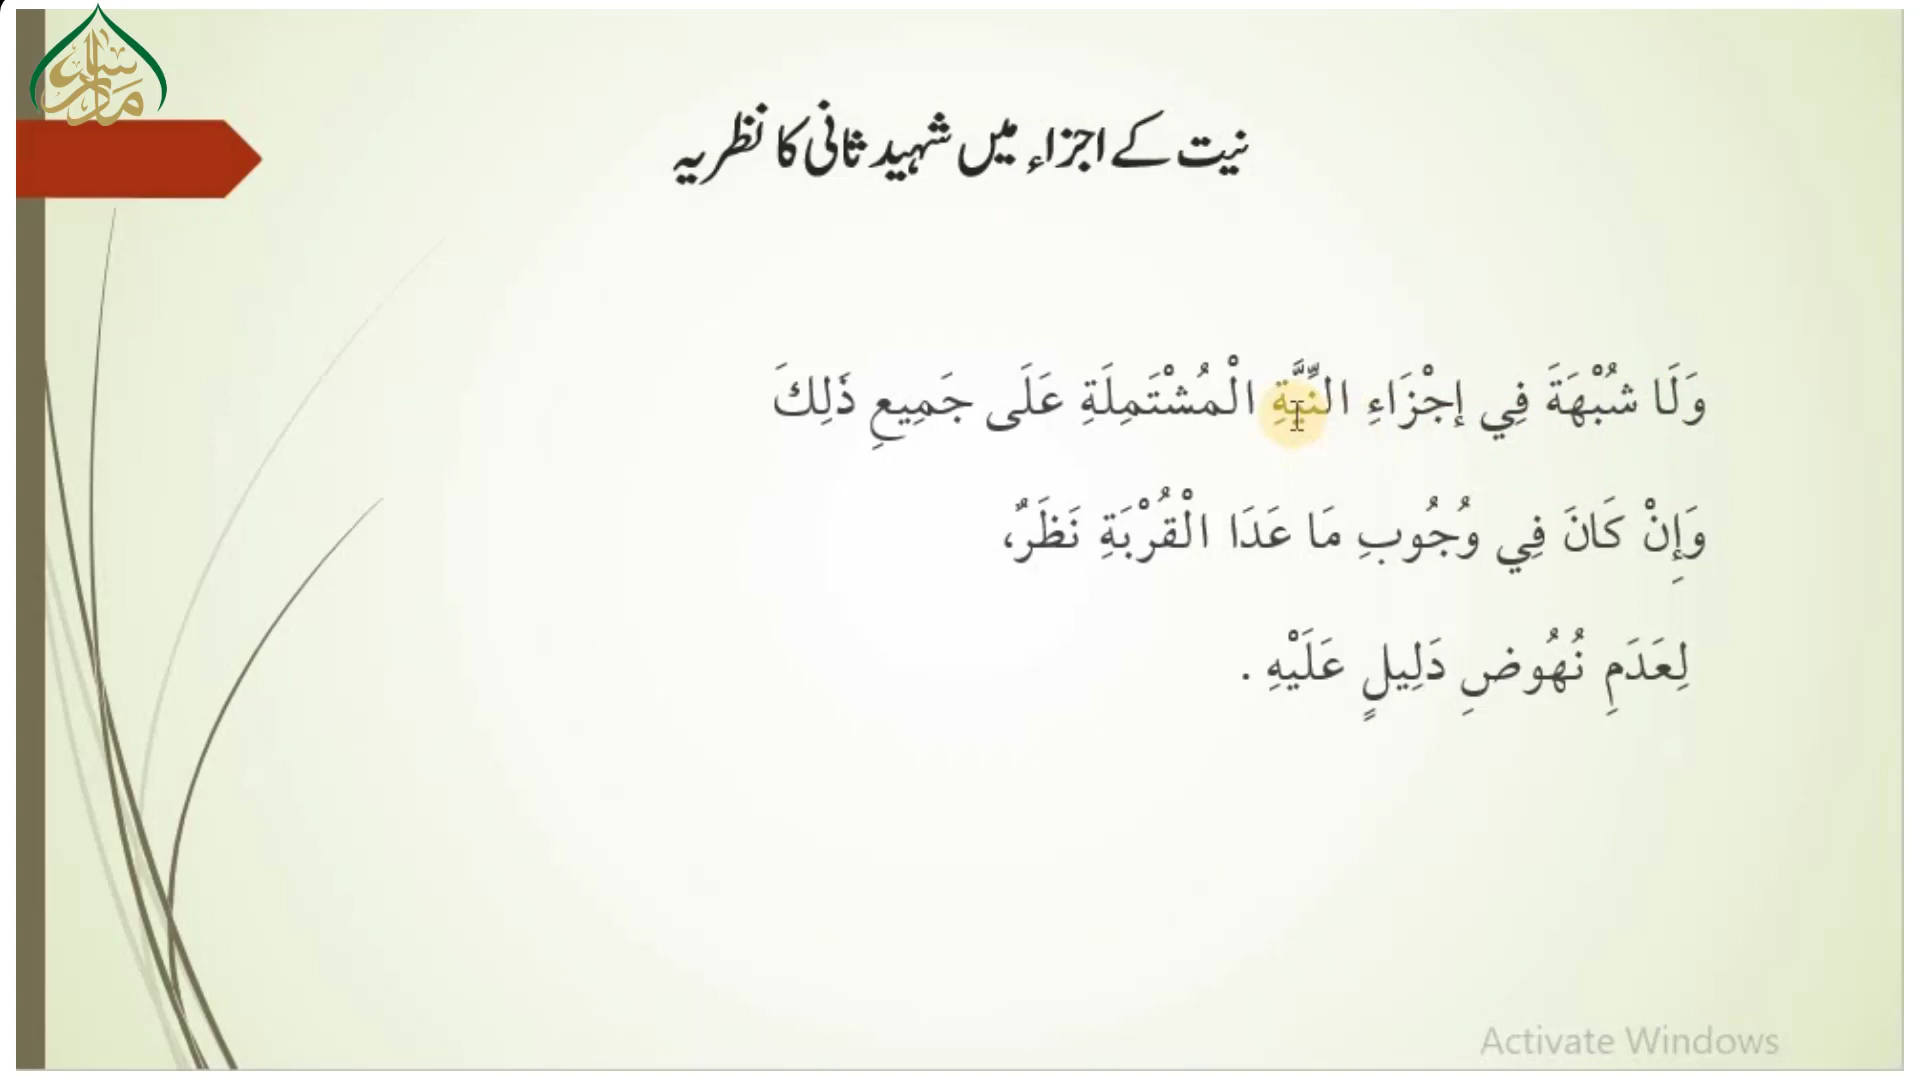 مدرسہ
نیت کے اجزاء میں شہید ثانی کا نظریہ
وَلَا شُبْهَةَ فِي إِجْزَاءِ النِّيَّةِ الْمُشْتَمِلَةِ عَلَى جَمِيعِ ذَلِكَ
وَإِنْ كَانَ فِي وُجُوبِ مَا عَدَا الْقُرْبَةِ نَظَرٌ،
لِعَدَمِ نُهُوضِ دَلِيلٍ عَلَيْهِ .
Activate Windows